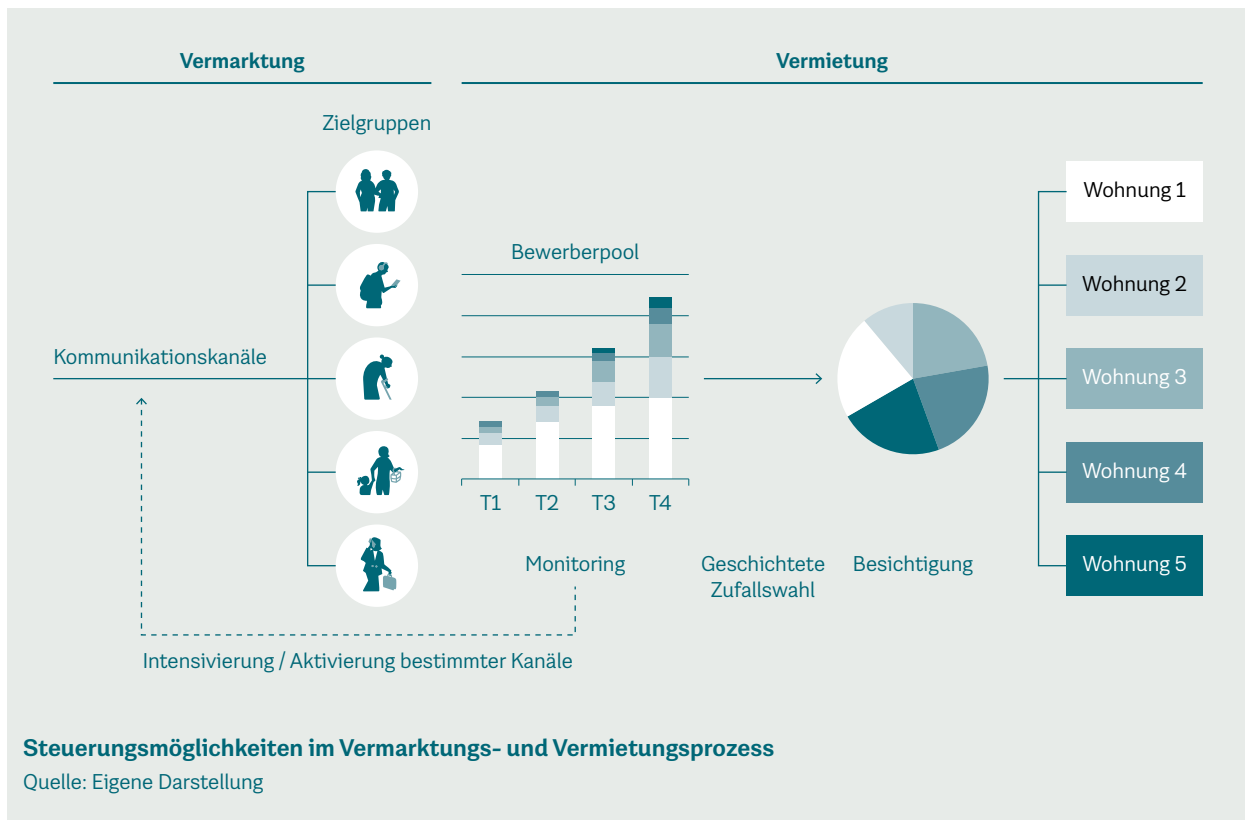 Vermarktung
Vermietung
Zielgruppen
Kommunikationskanäle
Bewerberpool
T1 T2 T3 T4
Monitoring
Geschichtete
Zufallswahl
Besichtigung
Wohnung 1
Wohnung 2
Wohnung 3
Wohnung 4
Wohnung 5
Intensivierung / Aktivierung bestimmter Kanäle
Steuerungsmöglichkeiten im Vermarktungs- und Vermietungsprozess
Quelle: Eigene Darstellung